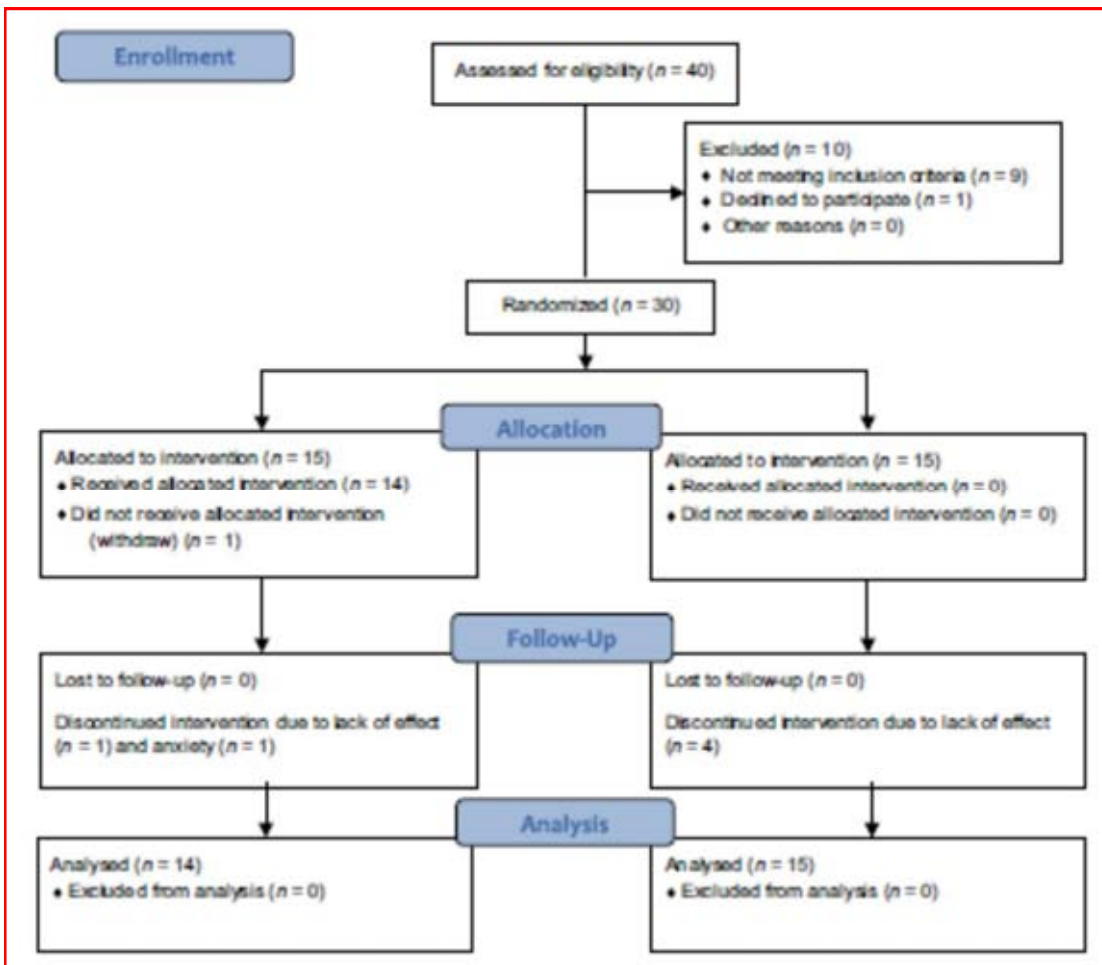 Enrollment
Assessed for eligibility (n = 40)
Excluded (n = 10)
♦ Not meeting inclusion criteria (n = 9)
♦ Declined to participate (n = 1)
♦ Other reasons (n = 0)
Randomized (n = 30)
Allocation
Allocated to intervention (n = 15)
♦ Received allocated intervention (n = 14)
♦ Did not receive allocated intervention
(withdraw) (n = 1)
Allocated to intervention (n = 15)
♦ Received allocated intervention (n = 0)
♦ Did not receive allocated intervention (n = 0)
Follow-Up
Lost to follow-up (n = 0)
Discontinued intervention due to lack of effect
(n = 1) and anxiety (n = 1)
Lost to follow-up (n = 0)
Discontinued intervention due to lack of effect
(n = 4)
Analysis
Analysed (n = 14)
♦ Excluded from analysis (n = 0)
Analysed (n = 15)
♦ Excluded from analysis (n = 0)